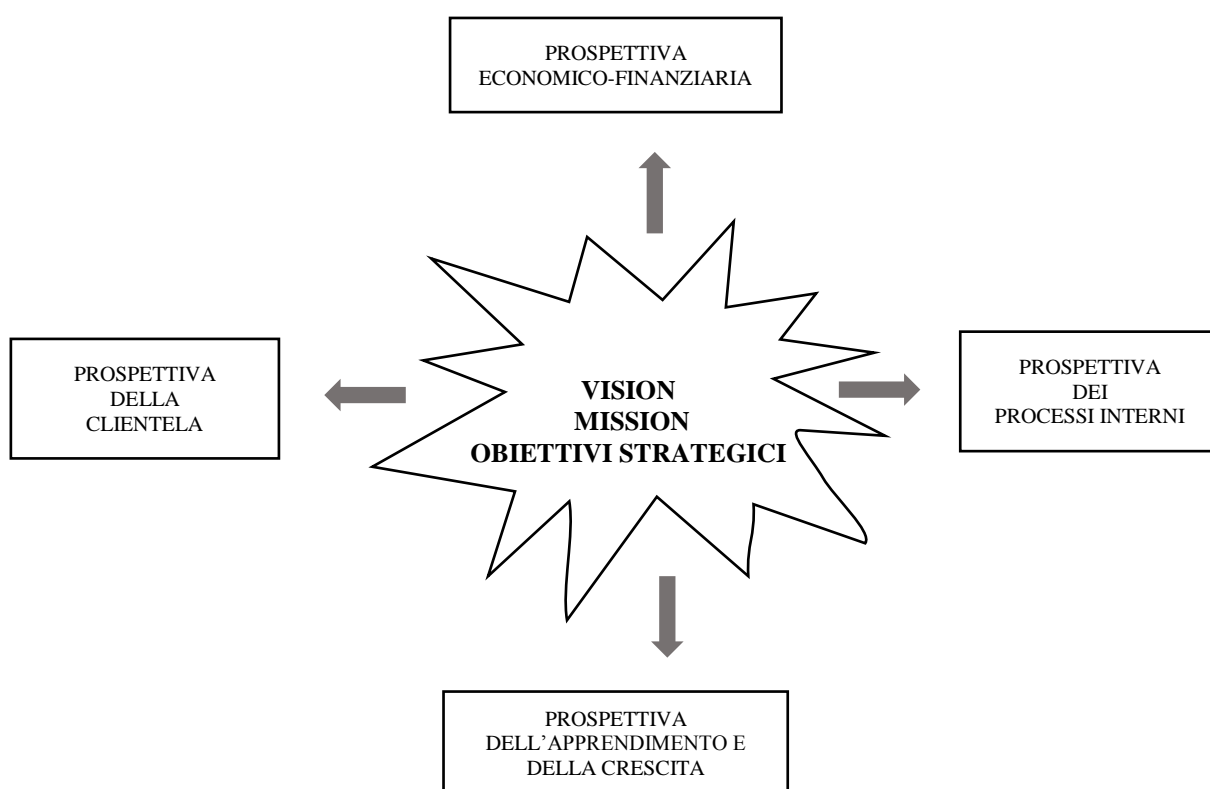 PROSPETTIVA
ECONOMICO-FINANZIARIA
PROSPETTIVA
DELLA
CLIENTELA
VISION
MISSION
OBIETTIVI STRATEGICI
PROSPETTIVA
DEI
PROCESSI INTERNI
PROSPETTIVA
DELL’APPRENDIMENTO E
DELLA CRESCITA